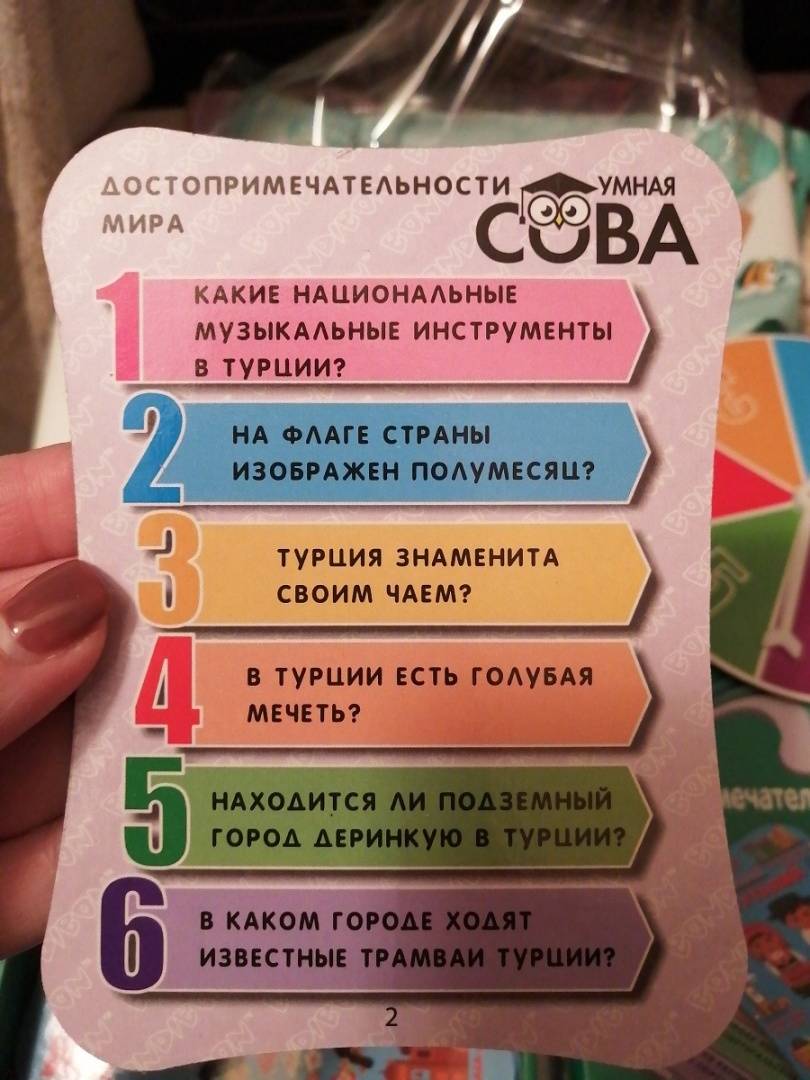 ДОСТОПРИМЕЧАТЕЛЬНОСТИ
МИРА
УМНАЯ
СОВА
1
КАКИЕ НАЦИОНАЛЬНЫЕ
МУЗЫКАЛЬНЫЕ ИНСТРУМЕНТЫ
В ТУРЦИИ?
2
НА ФЛАГЕ СТРАНЫ
ИЗОБРАЖЕН ПОЛУМЕСЯЦ?
3
ТУРЦИЯ ЗНАМЕНИТА
СВОИМ ЧАЕМ?
4
В ТУРЦИИ ЕСТЬ ГОЛУБАЯ
МЕЧЕТЬ?
5
НАХОДИТСЯ ЛИ ПОДЗЕМНЫЙ
ГОРОД ДЕРИНКУЮ В ТУРЦИИ?
6
В КАКОМ ГОРОДЕ ХОДЯТ
ИЗВЕСТНЫЕ ТРАМВАИ ТУРЦИИ?
2